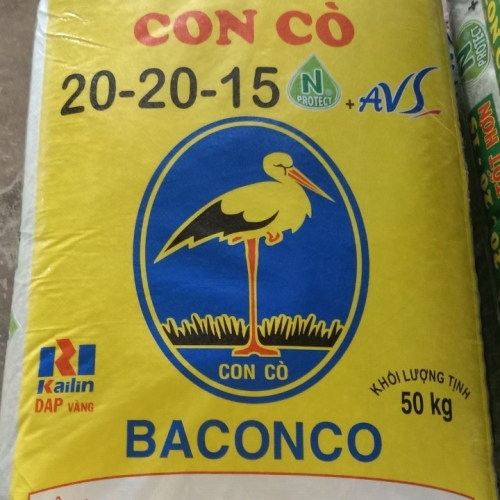 CON CÒ
20-20-15 N PROTECT + AVS
CON CÒ
Kailin
DAP VÀNG
KHỐI LƯỢNG TỊNH
50 kg
BACONCO